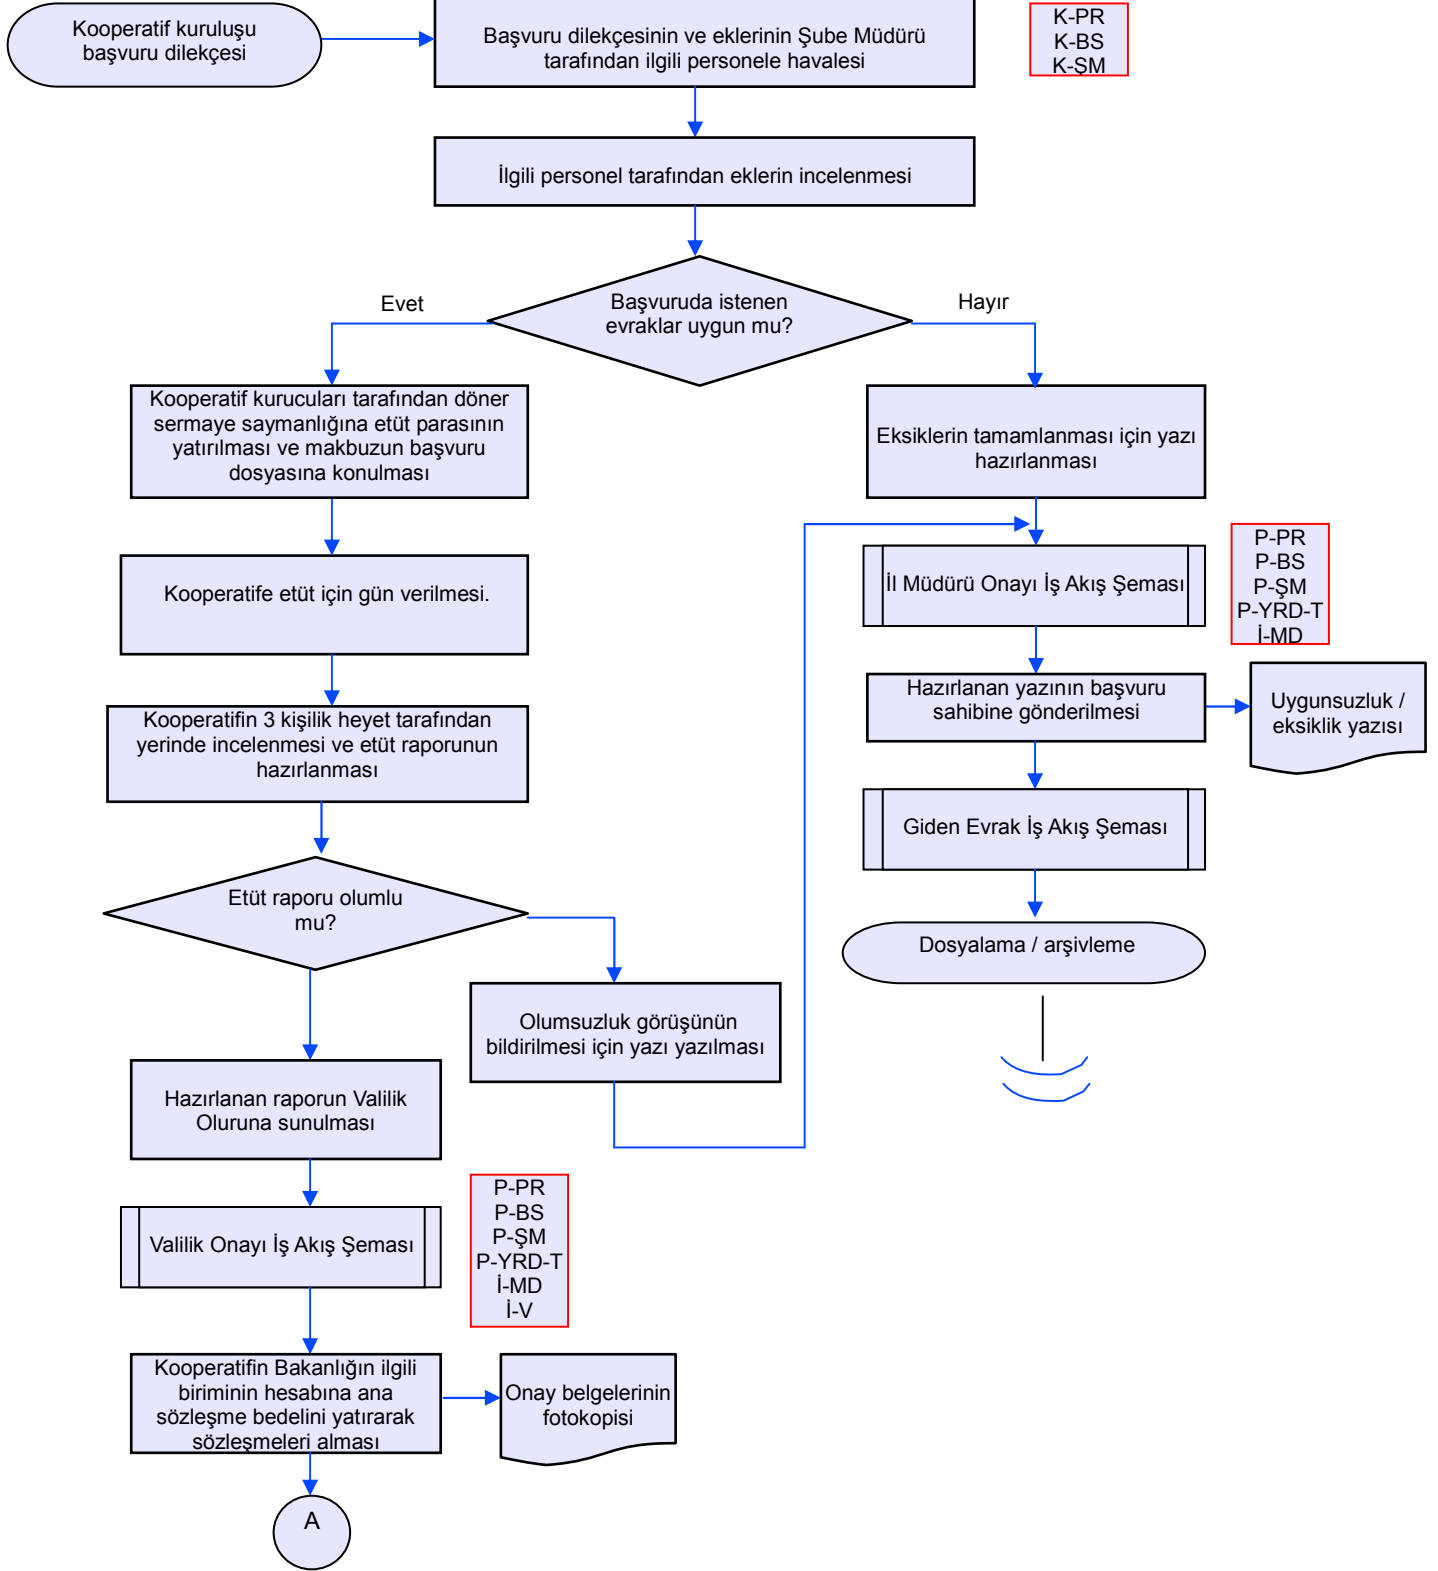 Kooperatif kuruluşu
başvuru dilekçesi
Başvuru dilekçesinin ve eklerinin Şube Müdürü
tarafından ilgili personele havalesi
K-PR
K-BS
K-ŞM
İlgili personel tarafından eklerin incelenmesi
Başvuruda istenen
evraklar uygun mu?
Evet
Hayır
Kooperatif kurucuları tarafından döner
sermaye saymanlığına etüt parasının
yatırılması ve makbuzun başvuru
dosyasına konulması
Eksiklerin tamamlanması için yazı
hazırlanması
Kooperatife etüt için gün verilmesi.
İl Müdürü Onayı İş Akış Şeması
P-PR
P-BS
P-ŞM
P-YRD-T
İ-MD
Kooperatifin 3 kişilik heyet tarafından
yerinde incelenmesi ve etüt raporunun
hazırlanması
Hazırlanan yazının başvuru
sahibine gönderilmesi
Uygunsuzluk /
eksiklik yazısı
Giden Evrak İş Akış Şeması
Etüt raporu olumlu
mu?
Dosyalama / arşivleme
Olumsuzluk görüşünün
bildirilmesi için yazı yazılması
Hazırlanan raporun Valilik
Oluruna sunulması
Valilik Onayı İş Akış Şeması
P-PR
P-BS
P-ŞM
P-YRD-T
İ-MD
İ-V
Kooperatifin Bakanlığın ilgili
biriminin hesabına ana
sözleşme bedelini yatırarak
sözleşmeleri alması
Onay belgelerinin
fotokopisi
A